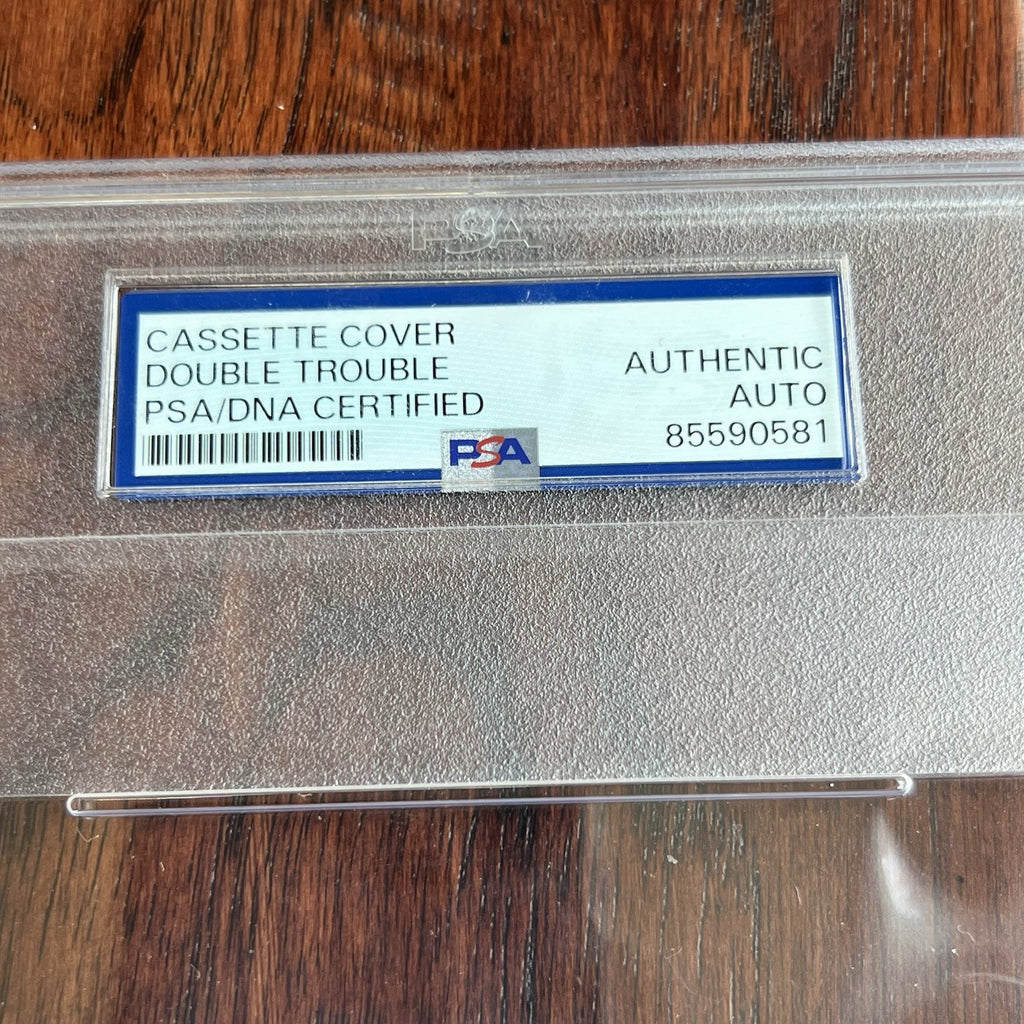 PSA
CASSETTE COVER
DOUBLE TROUBLE
PSA/DNA CERTIFIED
AUTHENTIC
AUTO
85590581
PSA